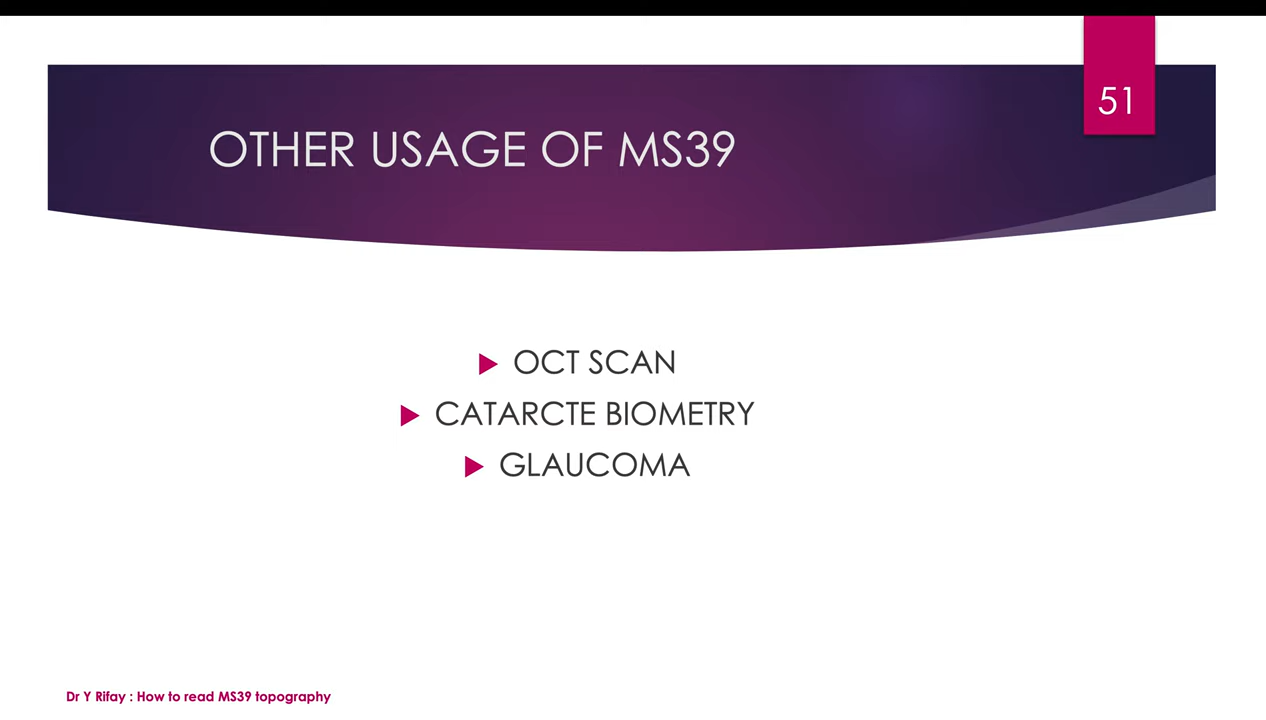 51
OTHER USAGE OF MS39
OCT SCAN
CATARCTE BIOMETRY
GLAUCOMA
Dr Y Rifay : How to read MS39 topography